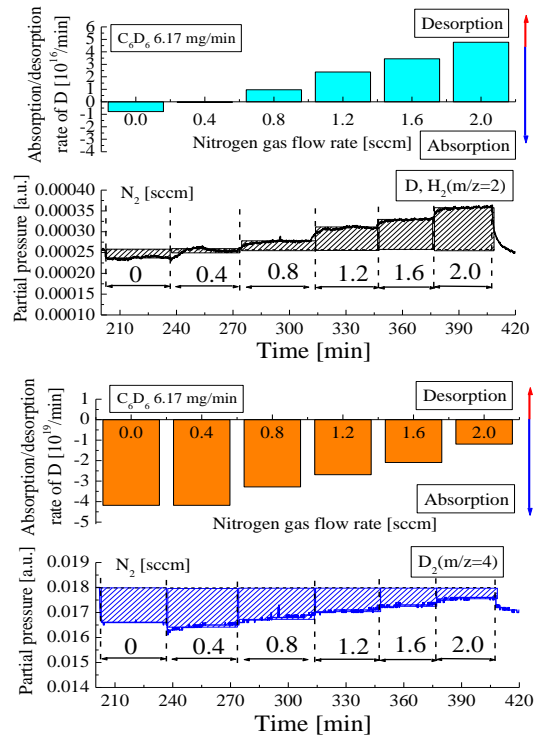 C6D6 6.17 mg/min
Desorption
Absorption/desorption
rate of D [10^16/min]
6
5
4
3
2
1
0
-1
-2
-4
0.0 0.4 0.8 1.2 1.6 2.0
Nitrogen gas flow rate [sccm]
Absorption
Partial pressure [a.u.]
0.00040
0.00035
0.00030
0.00025
0.00020
0.00015
0.00010
N2 [sccm]
D, H2(m/z=2)
0 0.4 0.8 1.2 1.6 2.0
210 240 270 300 330 360 390 420
Time [min]
C6D6 6.17 mg/min
Desorption
Absorption/desorption
rate of D [10^19/min]
1
0
-1
-2
-3
-4
-5
0.0 0.4 0.8 1.2 1.6 2.0
Absorption
Nitrogen gas flow rate [sccm]
Partial pressure [a.u.]
0.019
0.018
0.017
0.016
0.015
0.014
N2 [sccm]
D2(m/z=4)
0 0.4 0.8 1.2 1.6 2.0
210 240 270 300 330 360 390 420
Time [min]